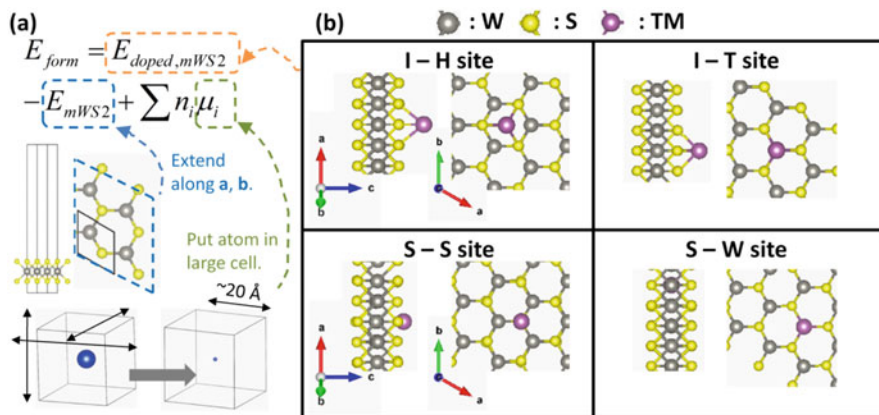 (a)
E_form = E_doped,mWS2
- E_mWS2 + ∑ n_i μ_i
Extend
along a, b.
Put atom in
large cell.
~20 Å
(b)
: W : S : TM
I – H site
a
b
c
b
a
I – T site
S – S site
a
b
c
b
a
S – W site